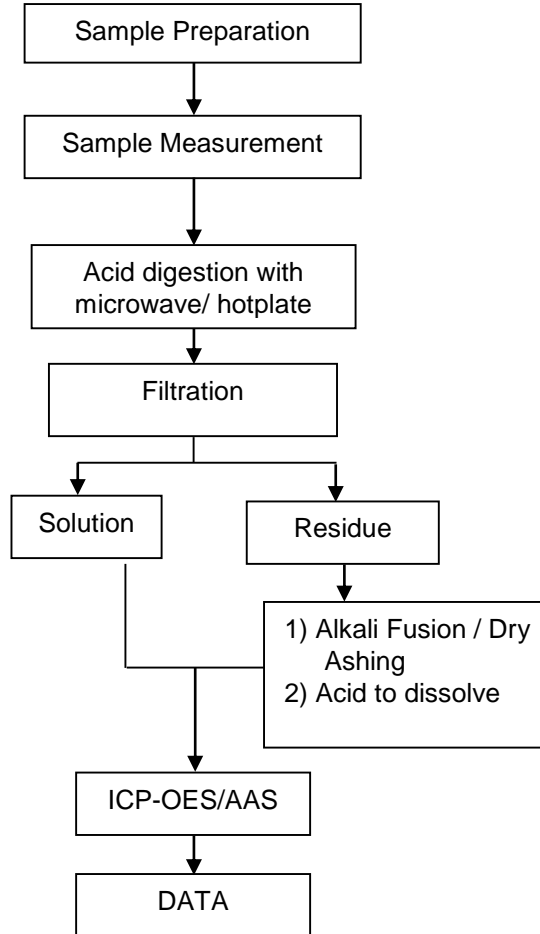 Sample Preparation
Sample Measurement
Acid digestion with
microwave/ hotplate
Filtration
Solution
Residue
1) Alkali Fusion / Dry
Ashing
2) Acid to dissolve
ICP-OES/AAS
DATA